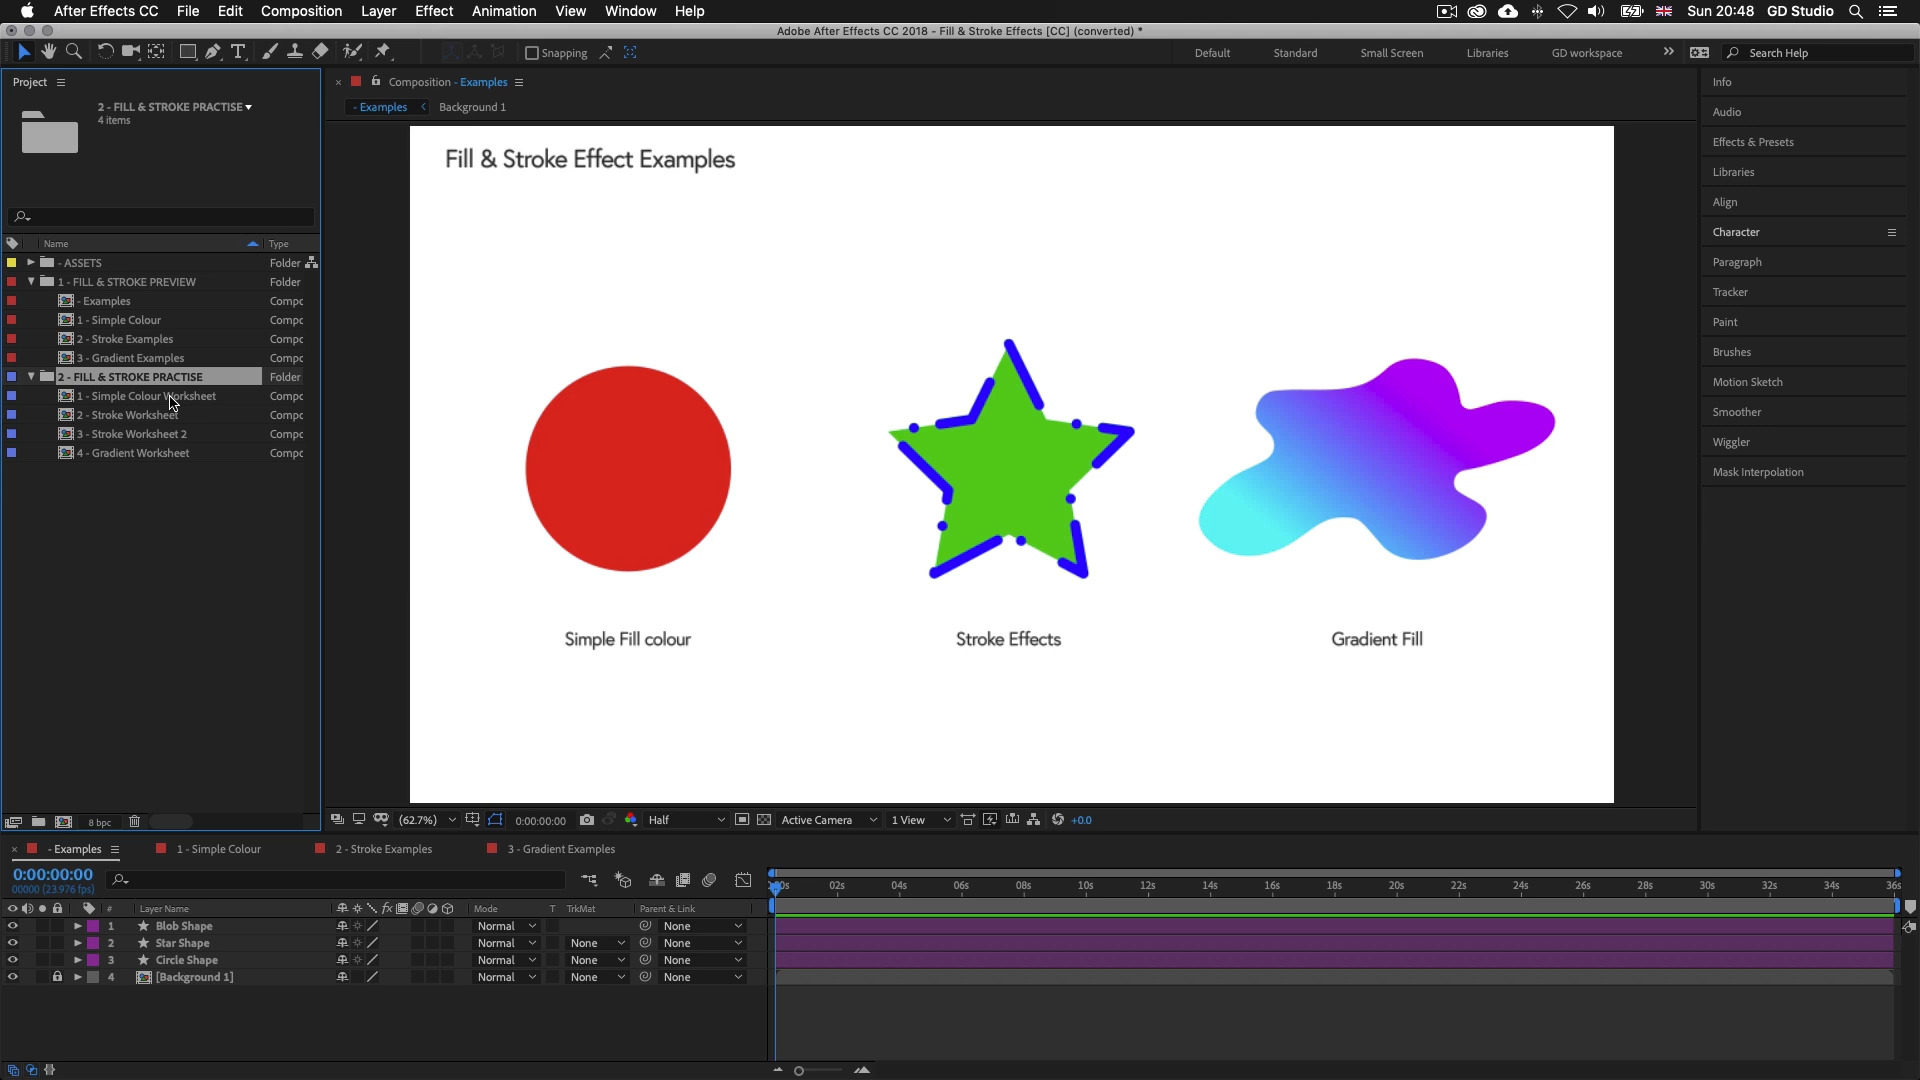 After Effects CC File Edit Composition Layer Effect Animation View Window Help Sun 20:48 GD Studio
Adobe After Effects CC 2018 - Fill & Stroke Effects [CC] (converted) *
Snapping Default Standard Small Screen Libraries GD workspace Search Help
Project
2 - FILL & STROKE PRACTISE
4 items
Name Type
- ASSETS Folder
1 - FILL & STROKE PREVIEW Folder
- Examples Compc
1 - Simple Colour Compc
2 - Stroke Examples Compc
3 - Gradient Examples Compc
2 - FILL & STROKE PRACTISE Folder
1 - Simple Colour Worksheet Compc
2 - Stroke Worksheet Compc
3 - Stroke Worksheet 2 Compc
4 - Gradient Worksheet Compc
8 bpc
Composition - Examples
- Examples Background 1
Fill & Stroke Effect Examples
Simple Fill colour Stroke Effects Gradient Fill
(62.7%) 0:00:00:00 Half Active Camera 1 View +0.0
Info
Audio
Effects & Presets
Libraries
Align
Character
Paragraph
Tracker
Paint
Brushes
Motion Sketch
Smoother
Wiggler
Mask Interpolation
- Examples 1 - Simple Colour 2 - Stroke Examples 3 - Gradient Examples
0:00:00:00
00000 (23.976 fps)
02s 04s 06s 08s 10s 12s 14s 16s 18s 20s 22s 24s 26s 28s 30s 32s 34s 36s
# Layer Name fx Mode T TrkMat Parent & Link
1 Blob Shape Normal None
2 Star Shape Normal None None
3 Circle Shape Normal None None
4 [Background 1] Normal None None